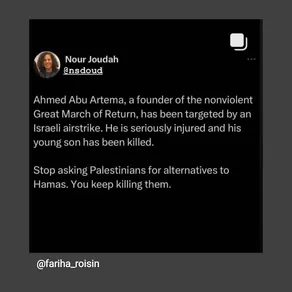 Nour Joudah
@nsdoud
Ahmed Abu Artema, a founder of the nonviolent
Great March of Return, has been targeted by an
Israeli airstrike. He is seriously injured and his
young son has been killed.
Stop asking Palestinians for alternatives to
Hamas. You keep killing them.
@fariha_roisin